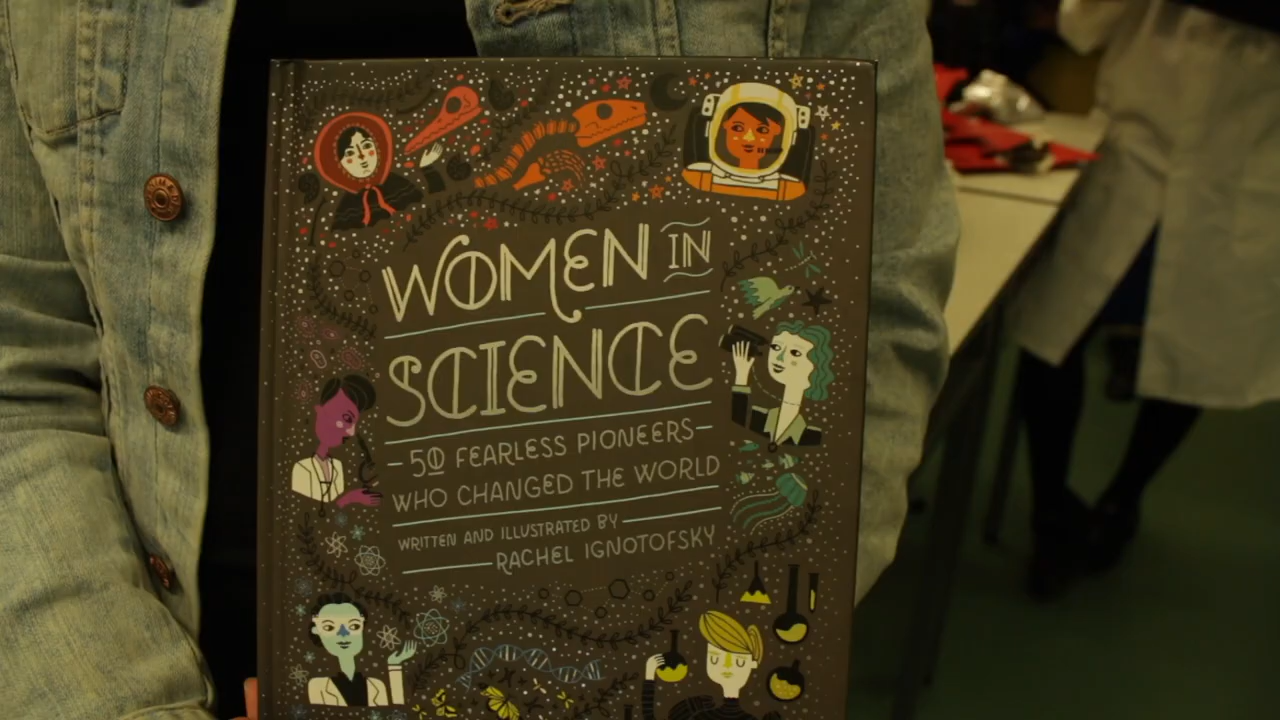 WOMEN IN
SCIENCE
50 FEARLESS PIONEERS
WHO CHANGED THE WORLD
WRITTEN AND ILLUSTRATED BY
RACHEL IGNOTOFSKY